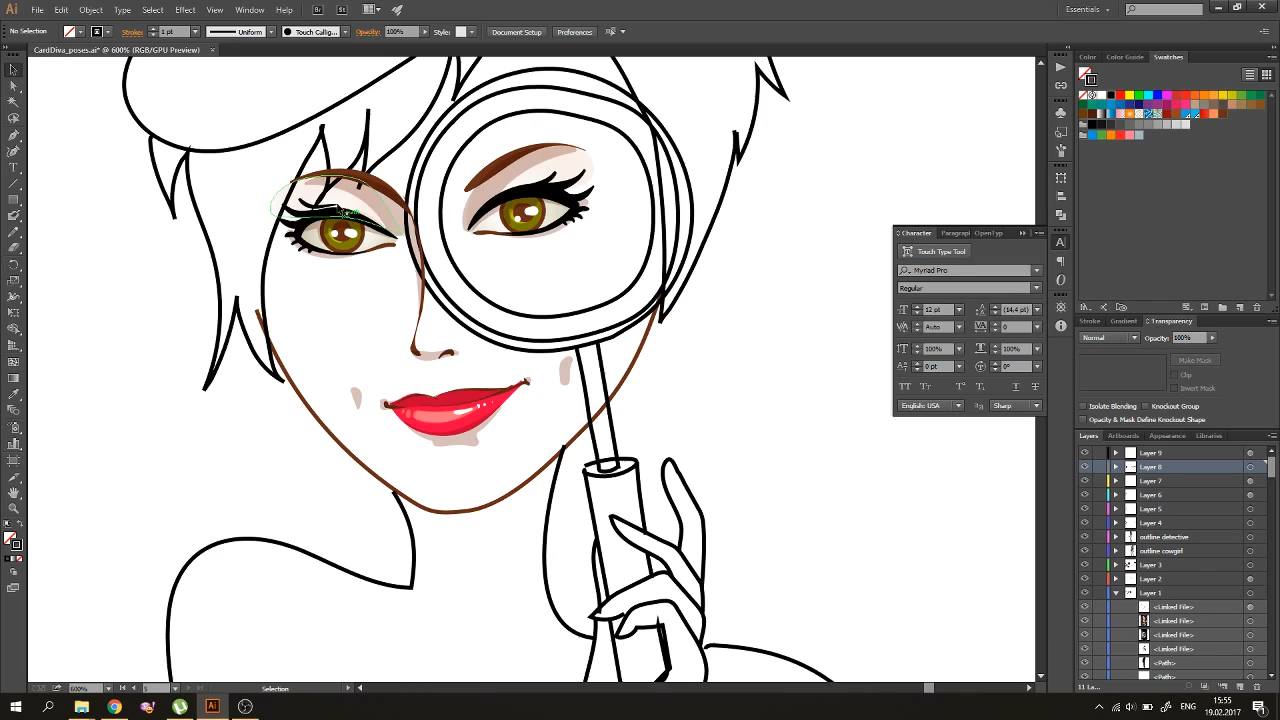 Ai File Edit Object Type Select Effect View Window Help Br St Essentials
No Selection Stroke: 1 pt Uniform Touch Callig... Opacity: 100% Style: Document Setup Preferences
CardDiva_poses.ai* @ 600% (RGB/GPU Preview) ×
Color Color Guide Swatches
Character Paragraph OpenTyp
Touch Type Tool
Myriad Pro
Regular
12 pt (14,4 pt)
Auto 0
100% 100%
0 pt 0°
English: USA Sharp
Stroke Gradient Transparency
Normal Opacity: 100%
Make Mask
Clip
Invert Mask
Isolate Blending Knockout Group
Opacity & Mask Define Knockout Shape
Layers Artboards Appearance Libraries
Layer 9
Layer 8
Layer 7
Layer 6
Layer 5
Layer 4
outline detective
outline cowgirl
Layer 3
Layer 2
Layer 1
<Linked File>
<Linked File>
<Linked File>
<Linked File>
<Path>
<Path>
11 La...
600% Selection
15:55
19.02.2017